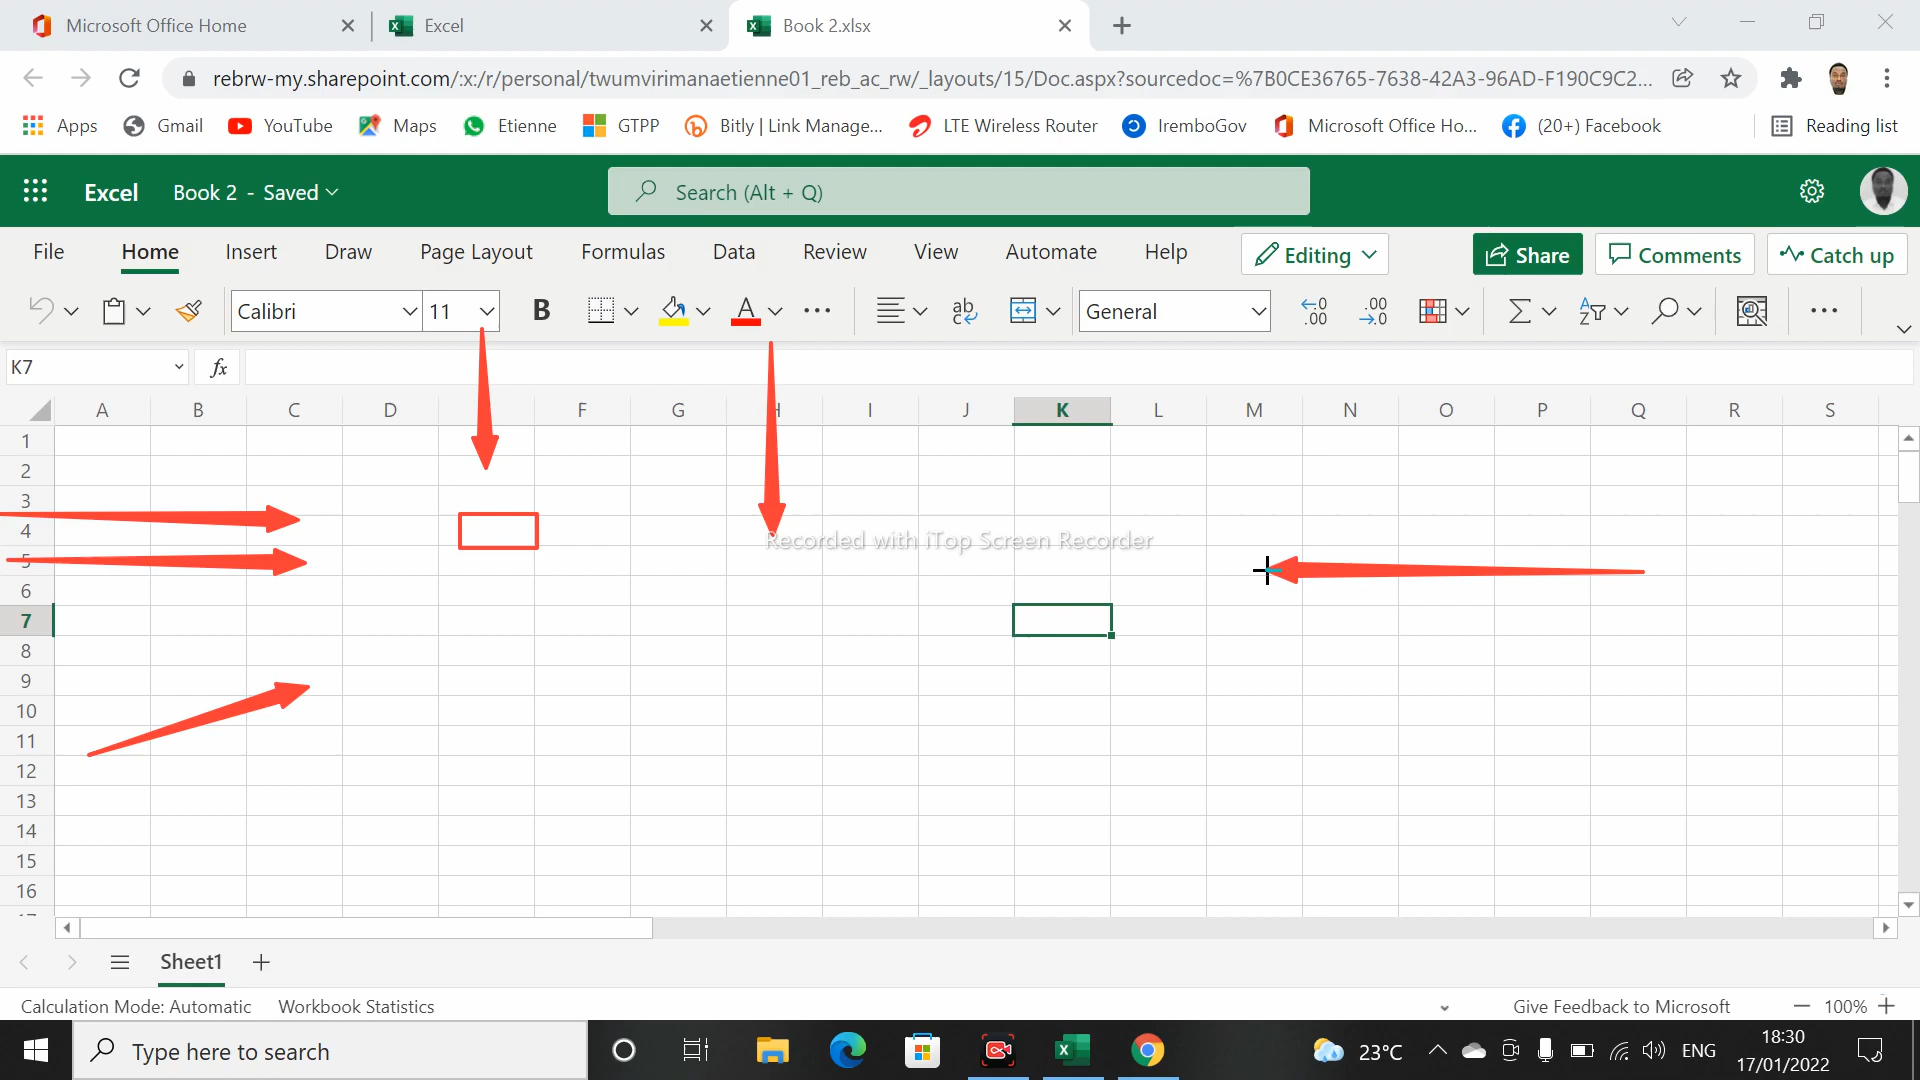 Microsoft Office Home
Excel
Book 2.xlsx
rebrw-my.sharepoint.com/:x:/r/personal/twumvirimanaetienne01_reb_ac_rw/_layouts/15/Doc.aspx?sourcedoc=%7B0CE36765-7638-42A3-96AD-F190C9C2...
Apps Gmail YouTube Maps Etienne GTPP Bitly | Link Manage... LTE Wireless Router IremboGov Microsoft Office Ho... (20+) Facebook Reading list
Excel Book 2 - Saved Search (Alt + Q)
File Home Insert Draw Page Layout Formulas Data Review View Automate Help Editing Share Comments Catch up
Calibri 11 B A ab General
K7 fx
A B C D F G H I J K L M N O P Q R S
1
2
3
4
5
6
7
8
9
10
11
12
13
14
15
16
17
Recorded with iTop Screen Recorder
Sheet1
Calculation Mode: Automatic Workbook Statistics Give Feedback to Microsoft 100%
Type here to search 23°C ENG 18:30
17/01/2022